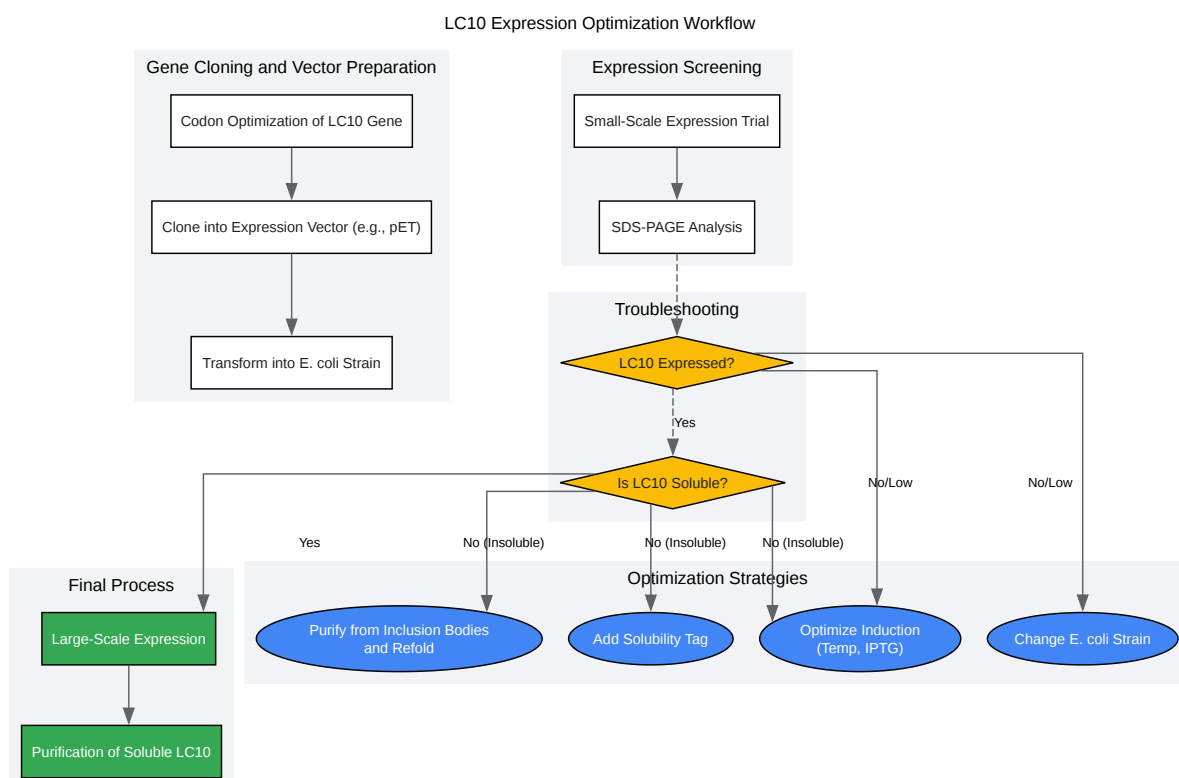 LC10 Expression Optimization Workflow
Gene Cloning and Vector Preparation
Codon Optimization of LC10 Gene
Clone into Expression Vector (e.g., pET)
Transform into E. coli Strain
Expression Screening
Small-Scale Expression Trial
SDS-PAGE Analysis
Troubleshooting
LC10 Expressed?
Yes
Is LC10 Soluble?
No/Low
No/Low
Yes
No (Insoluble)
No (Insoluble)
No (Insoluble)
Final Process
Large-Scale Expression
Purification of Soluble LC10
Optimization Strategies
Purify from Inclusion Bodies
and Refold
Add Solubility Tag
Optimize Induction
(Temp, IPTG)
Change E. coli Strain